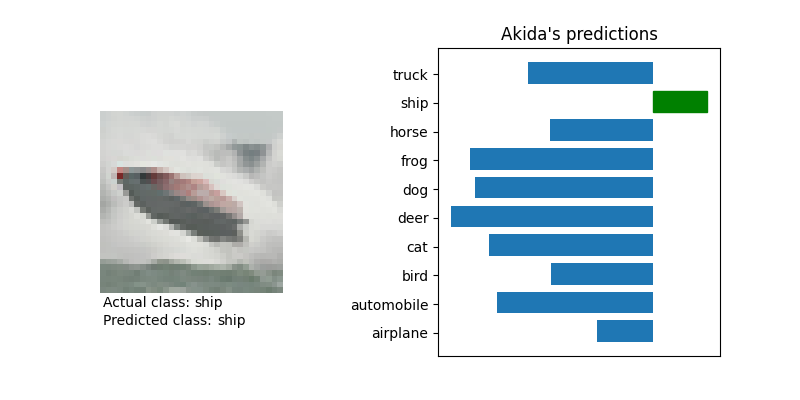 Akida's predictions
truck
ship
horse
frog
dog
deer
cat
bird
automobile
airplane
Actual class: ship
Predicted class: ship